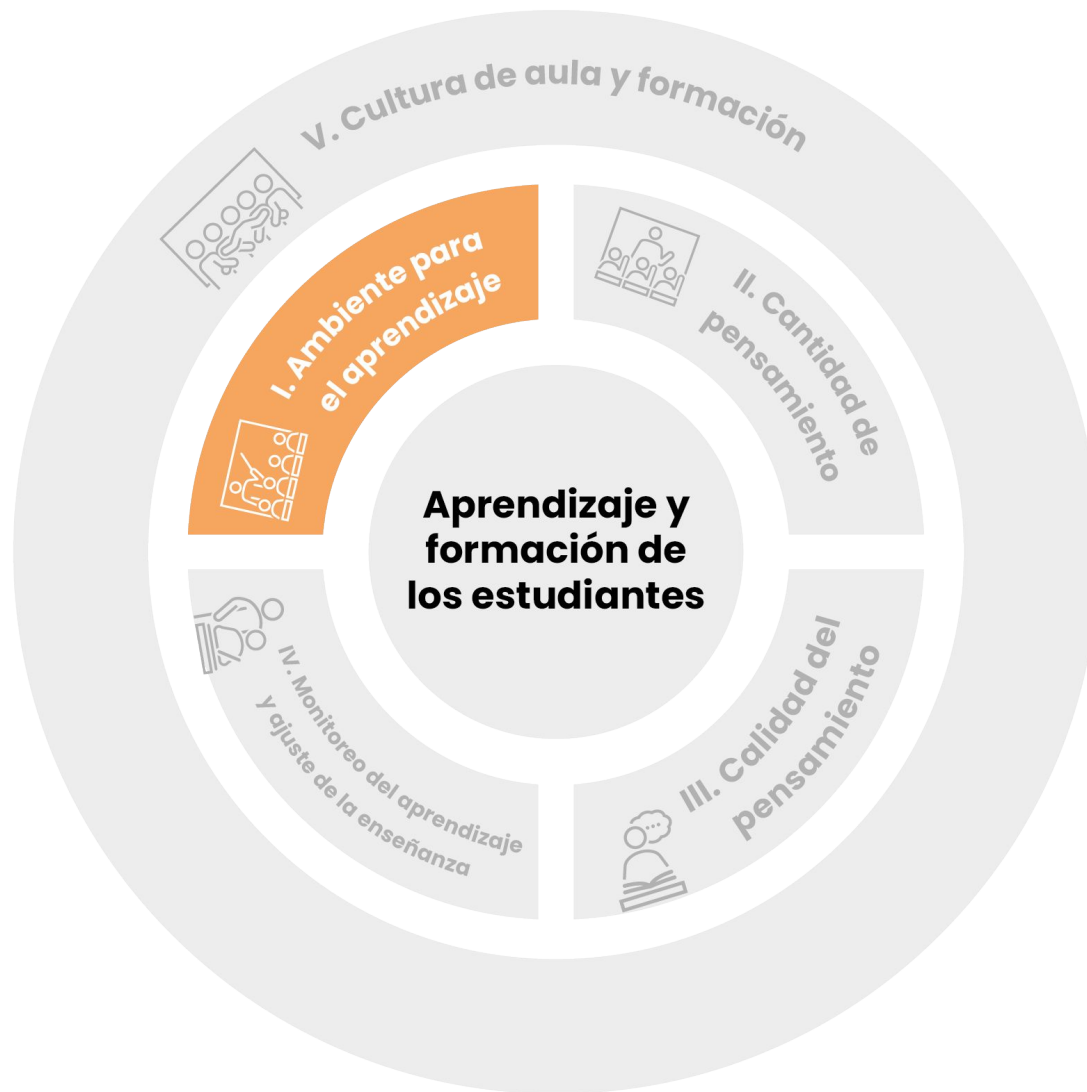 V. Cultura de aula y formación
I. Ambiente para
el aprendizaje
II. Cantidad de
pensamiento
Aprendizaje y
formación de
los estudiantes
IV. Monitoreo del aprendizaje
y ajuste de la enseñanza
III. Calidad del
pensamiento